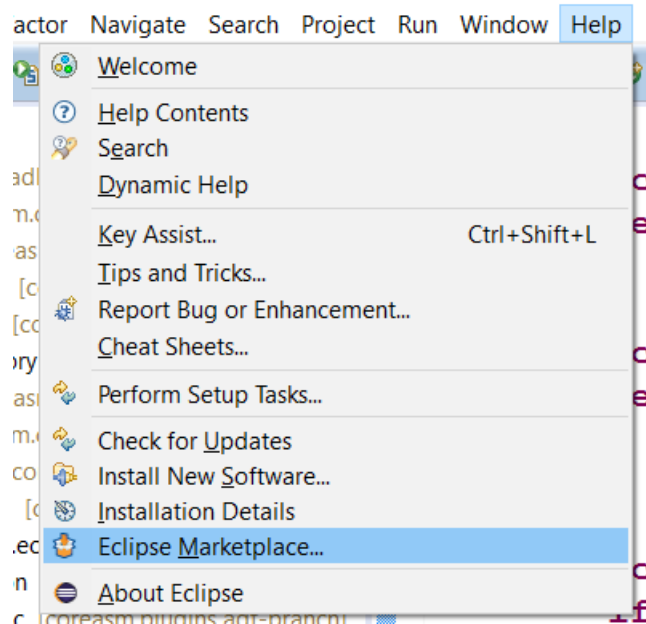 actor Navigate Search Project Run Window Help
Welcome
Help Contents
Search
Dynamic Help
Key Assist... Ctrl+Shift+L
Tips and Tricks...
Report Bug or Enhancement...
Cheat Sheets...
Perform Setup Tasks...
Check for Updates
Install New Software...
Installation Details
Eclipse Marketplace...
About Eclipse